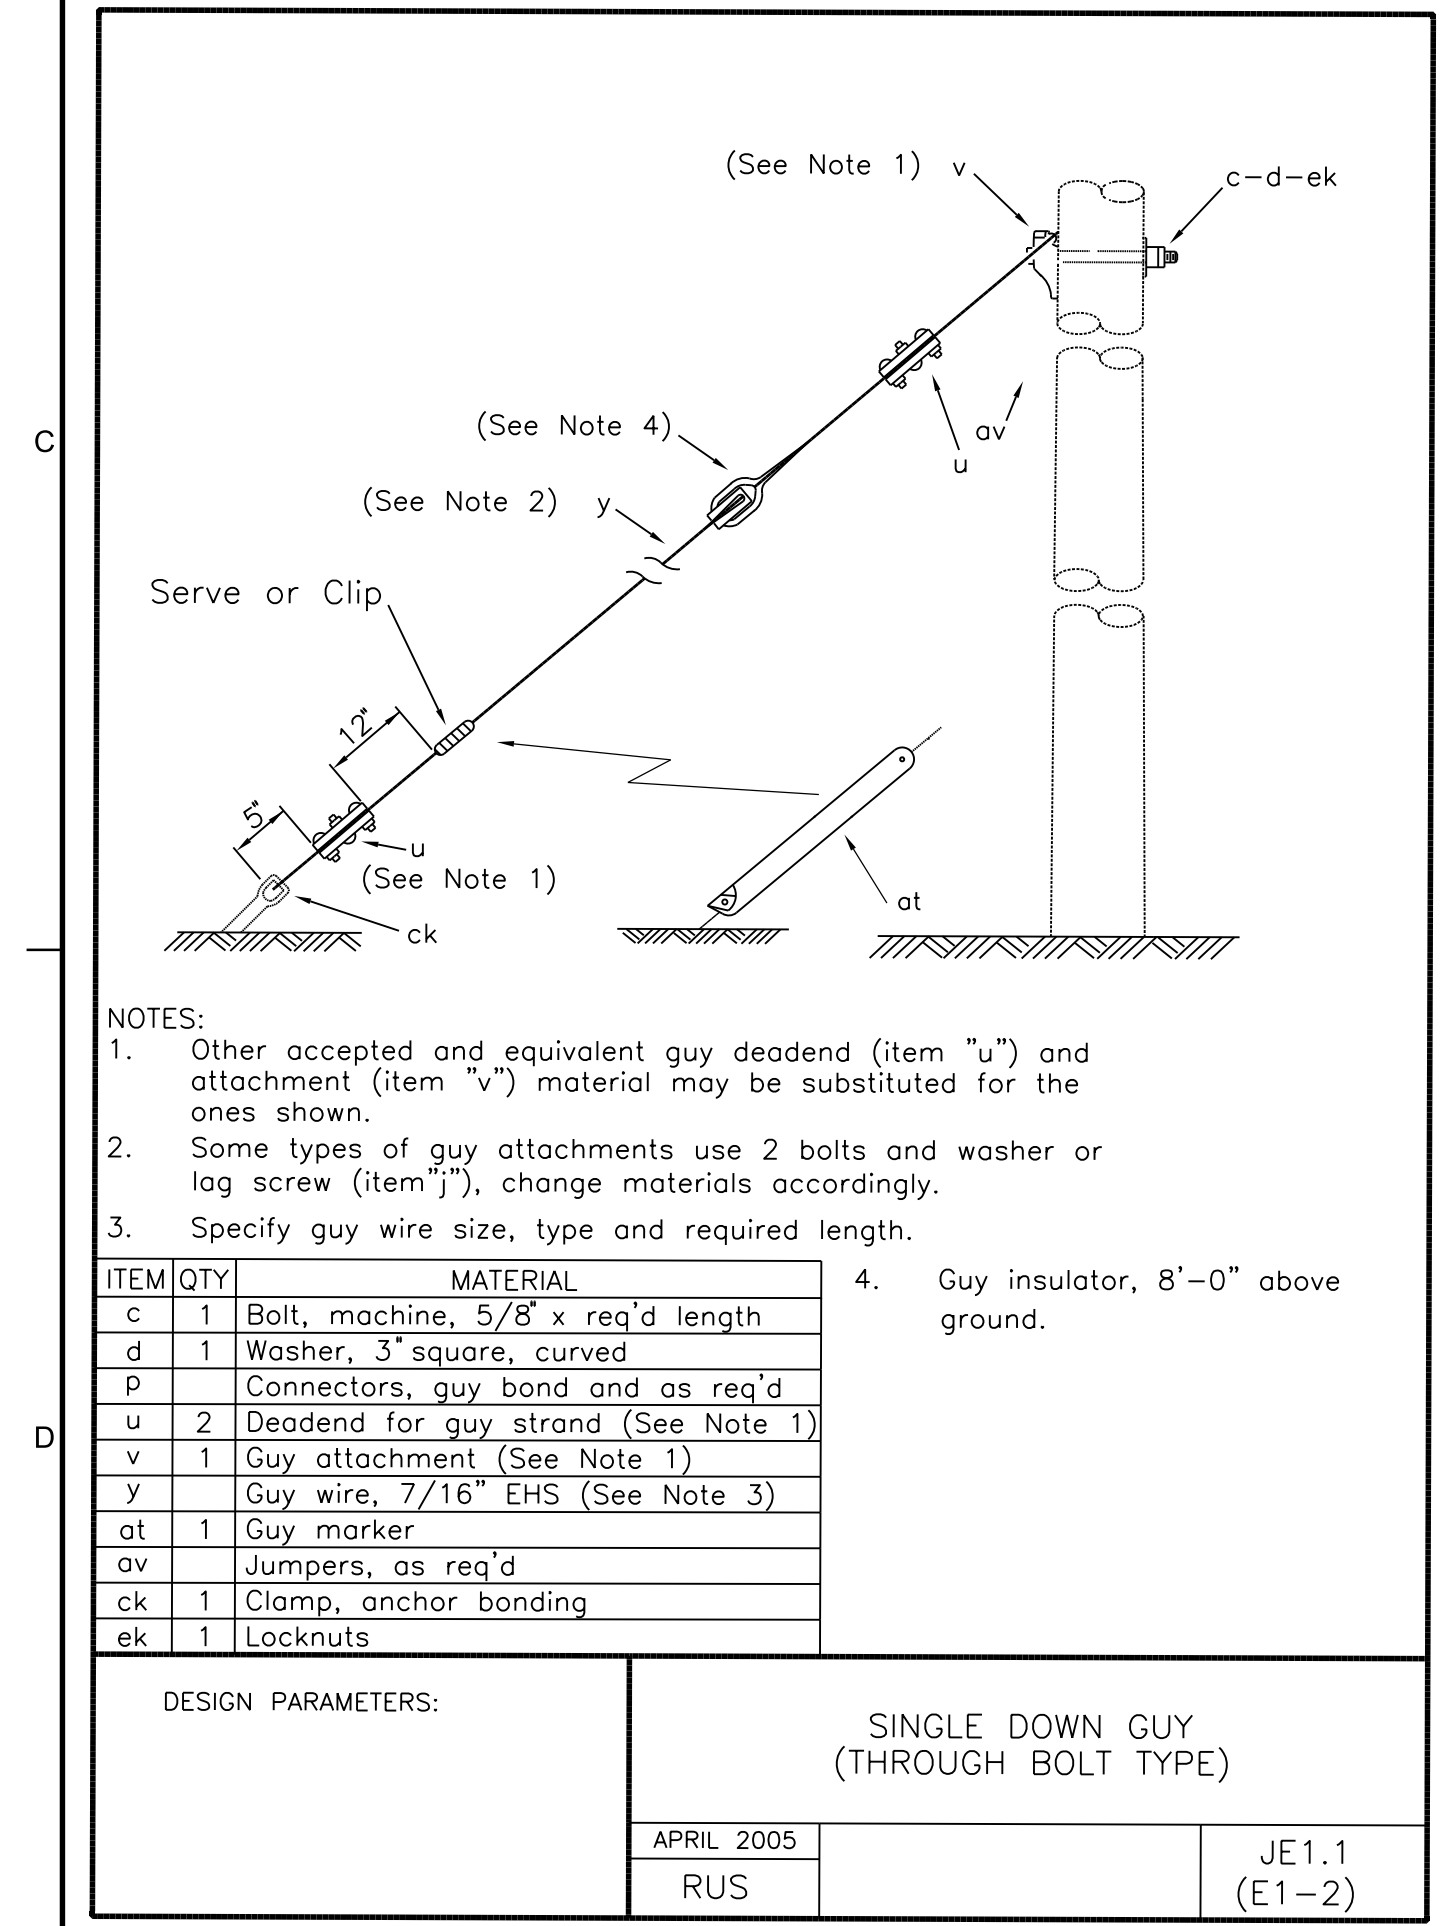 (See Note 1) v
c-d-ek
C
(See Note 4)
av
u
(See Note 2) y
Serve or Clip
12"
5"
u
(See Note 1)
ck
at
NOTES:
1. Other accepted and equivalent guy deadend (item "u") and
attachment (item "v") material may be substituted for the
ones shown.
2. Some types of guy attachments use 2 bolts and washer or
lag screw (item"j"), change materials accordingly.
3. Specify guy wire size, type and required length.
4. Guy insulator, 8'-0" above
ground.
ITEM QTY MATERIAL
c 1 Bolt, machine, 5/8" x req'd length
d 1 Washer, 3" square, curved
p Connectors, guy bond and as req'd
u 2 Deadend for guy strand (See Note 1)
D
v 1 Guy attachment (See Note 1)
y Guy wire, 7/16" EHS (See Note 3)
at 1 Guy marker
av Jumpers, as req'd
ck 1 Clamp, anchor bonding
ek 1 Locknuts
DESIGN PARAMETERS:
SINGLE DOWN GUY
(THROUGH BOLT TYPE)
APRIL 2005
RUS
JE1.1
(E1-2)